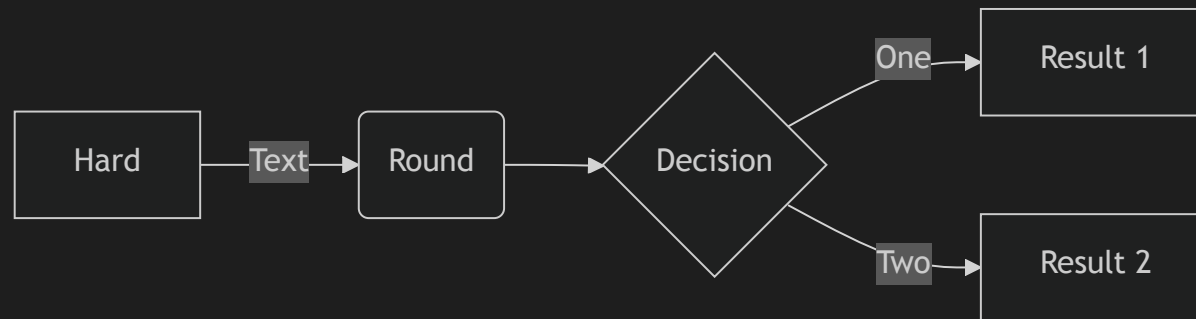 Hard
Text
Round
Decision
One
Result 1
Two
Result 2